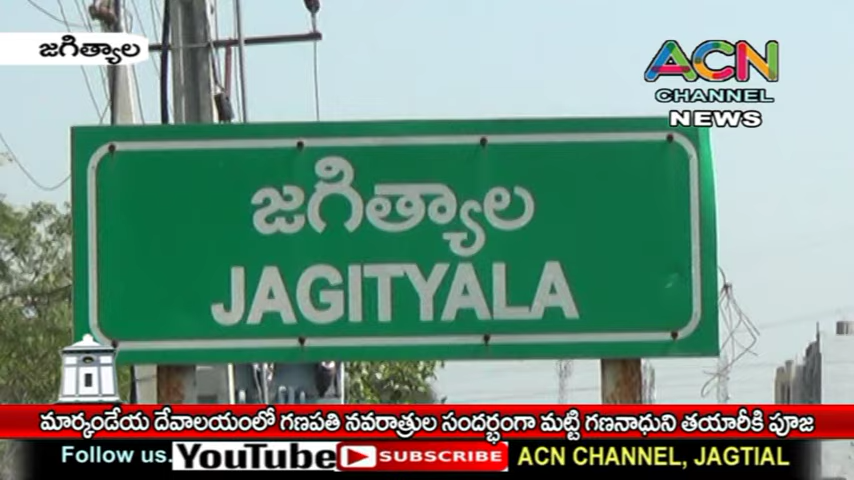 జగిత్యాల
ACN
CHANNEL
NEWS
జగిత్యాల
JAGITYALA
మార్కండేయ దేవాలయంలో గణపతి నవరాత్రుల సందర్భంగా మట్టి గణనాధుని తయారీకి పూజ
Follow us. YouTube SUBSCRIBE ACN CHANNEL, JAGTIAL